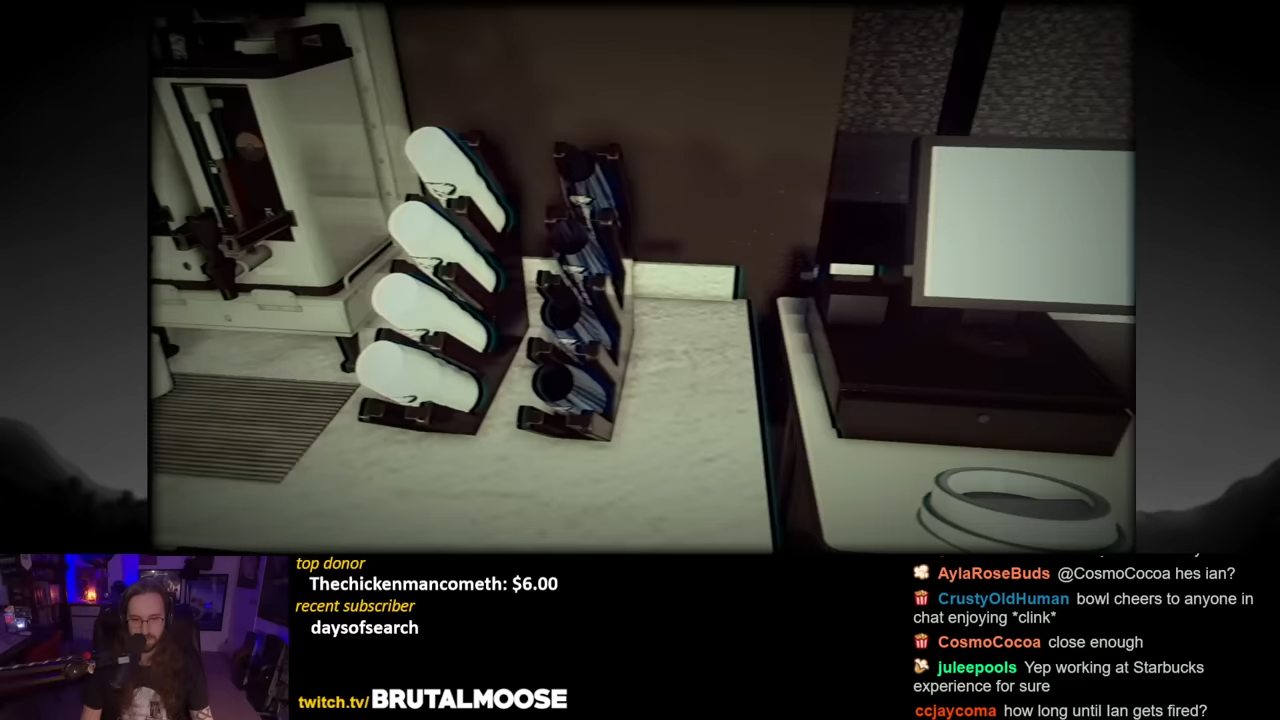 top donor
Thechickenmancometh: $6.00
recent subscriber
daysofsearch
twitch.tv/BRUTALMOOSE
AylaRoseBuds @CosmoCocoa hes ian?
CrustyOldHuman bowl cheers to anyone in
chat enjoying *clink*
CosmoCocoa close enough
juleepools Yep working at Starbucks
experience for sure
ccjaycoma how long until Ian gets fired?